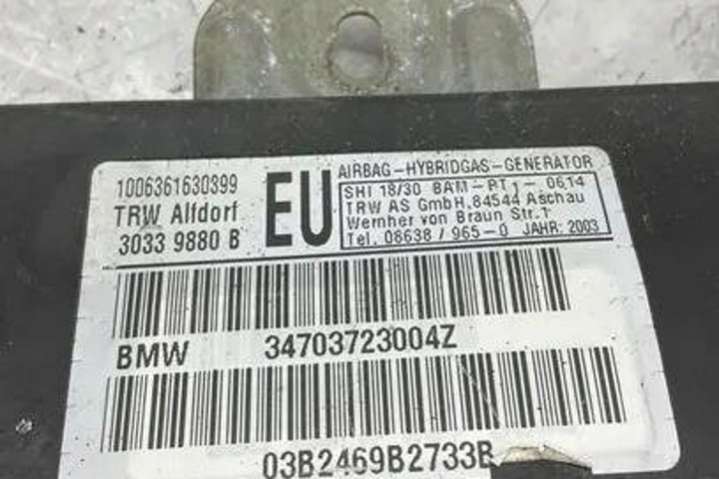 1006361630399
TRW Alfdorf
3033 9880 B
EU
AIRBAG-HYBRIDGAS-GENERATOR
SHI 18/30 BAM-PT1-0614
TRW AS GmbH.84544 Aschau
Wernher von Braun Str.1
Tel. 08638 / 965-0 JAHR: 2003
BMW 34703723004Z
03B2469B2733B